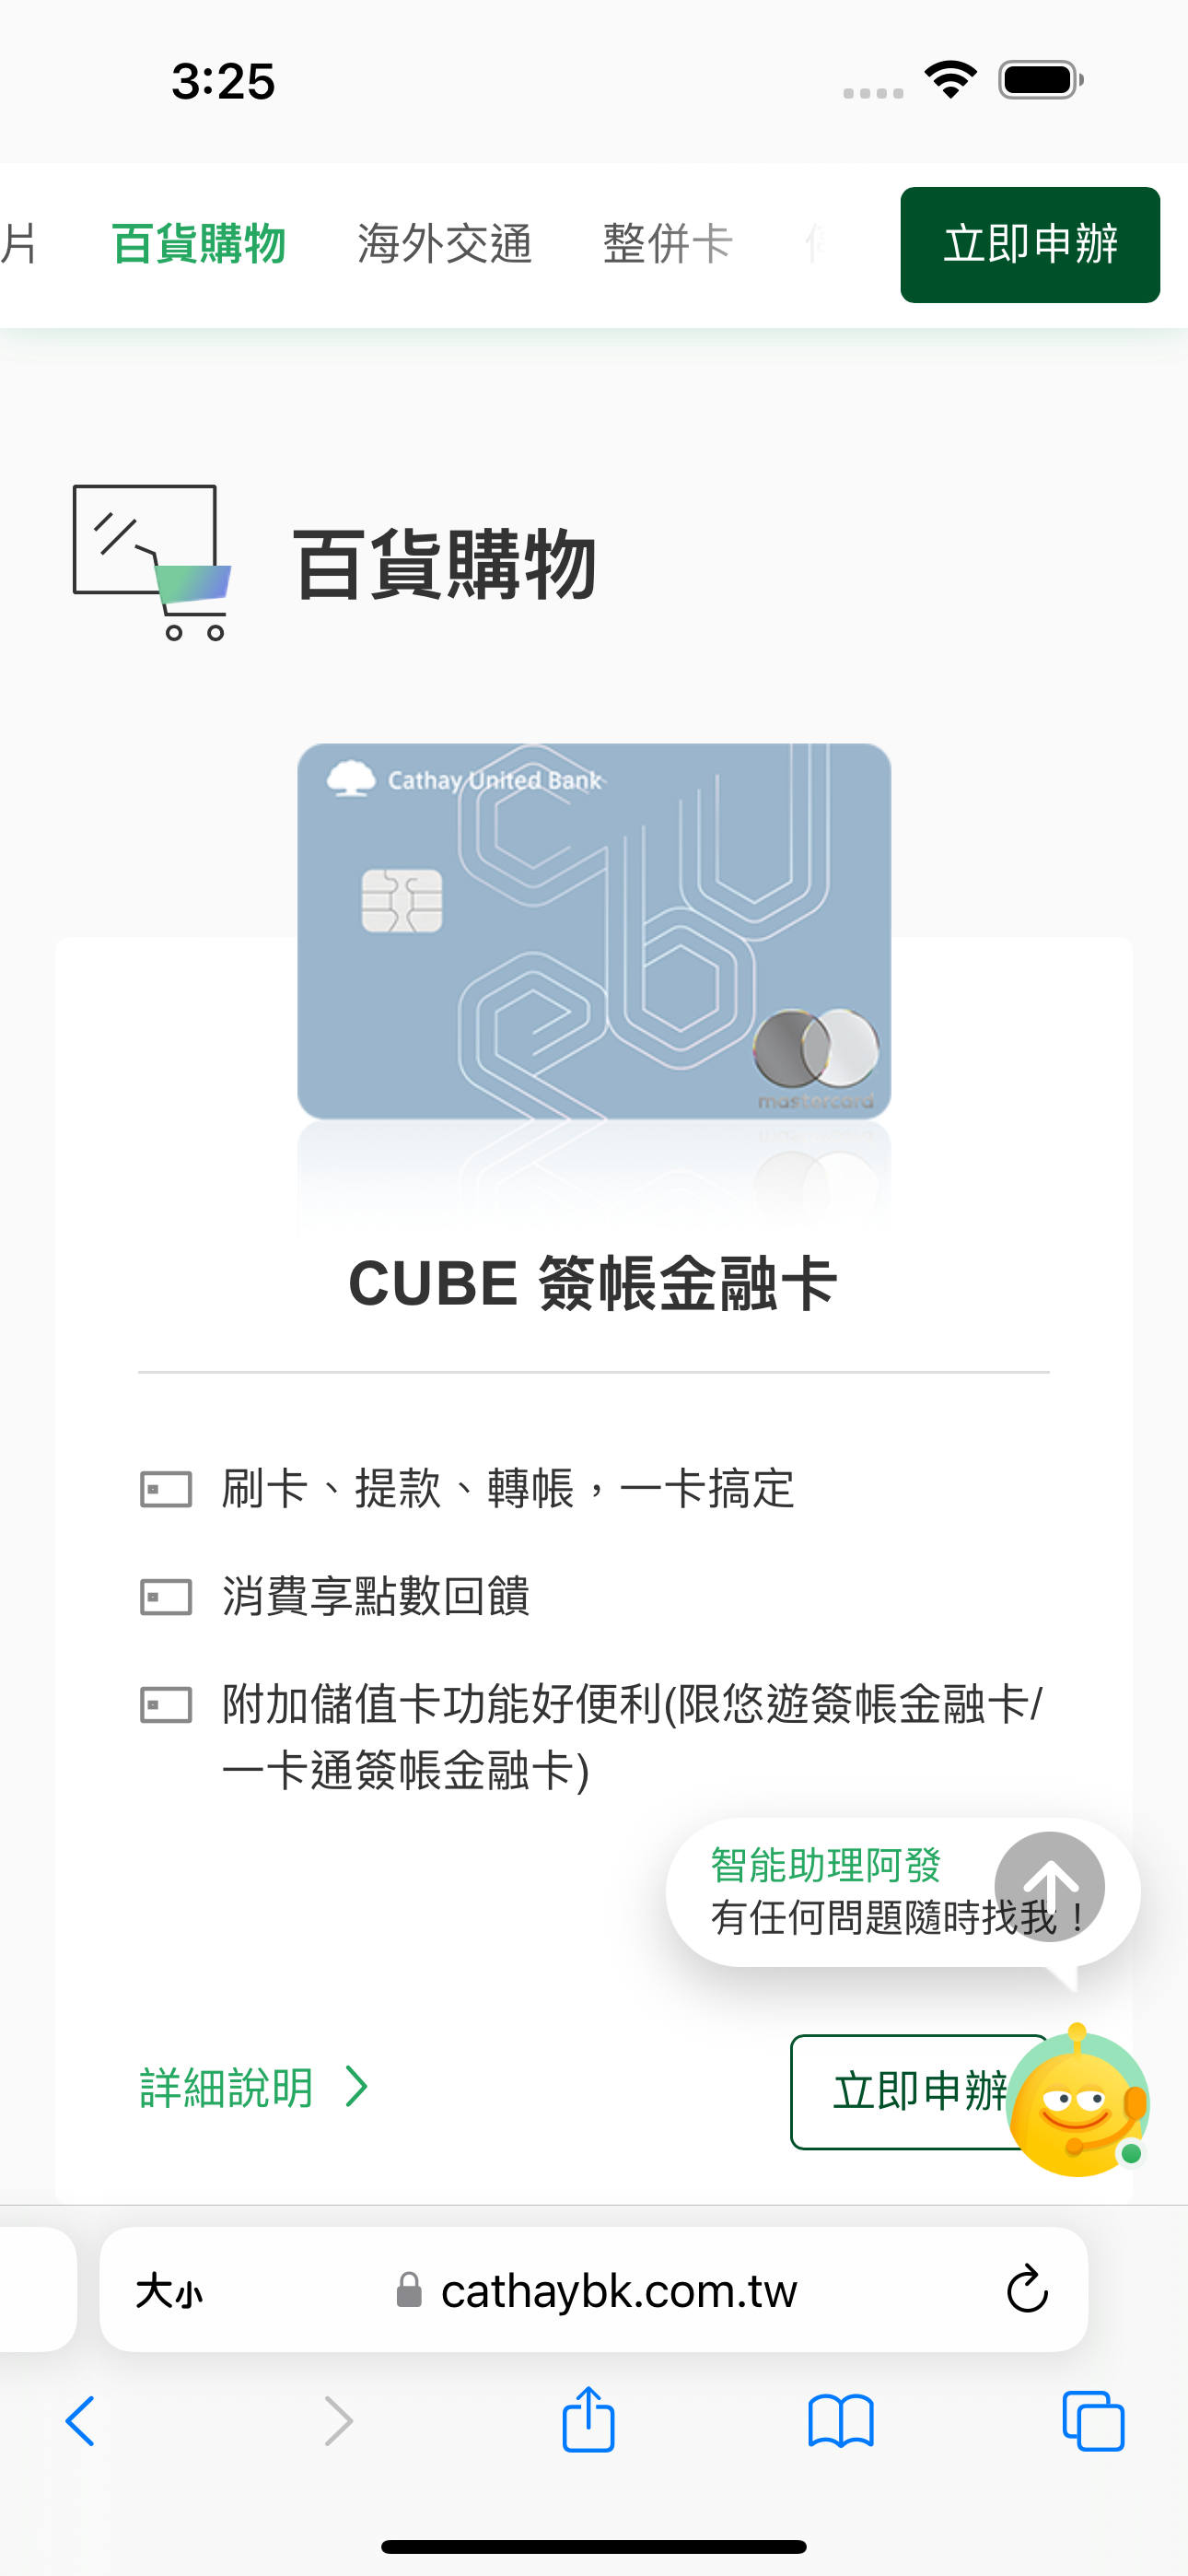 3:25
片 百貨購物 海外交通 整併卡 立即申辦
百貨購物
Cathay United Bank
mastercard
CUBE 簽帳金融卡
刷卡、提款、轉帳，一卡搞定
消費享點數回饋
附加儲值卡功能好便利(限悠遊簽帳金融卡/
一卡通簽帳金融卡)
智能助理阿發
有任何問題隨時找我！
詳細說明
立即申辦
大小 cathaybk.com.tw